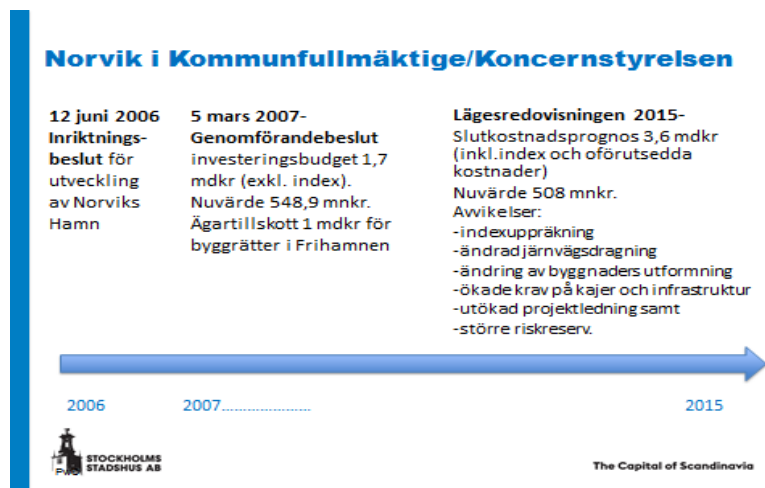 Norvik i Kommunfullmäktige/Koncernstyrelsen
12 juni 2006
Inriktnings-
beslut för
utveckling
av Norviks
Hamn
5 mars 2007-
Genomförandebeslut
investeringsbudget 1,7
mdkr (exkl. index).
Nuvärde 548,9 mnkr.
Ägartillskott 1 mdkr för
byggrätter i Frihamnen
Lägesredovisningen 2015-
Slutkostnadsprognos 3,6 mdkr
(inkl.index och oförutsedda
kostnader)
Nuvärde 508 mnkr.
Avvikelser:
-indexuppräkning
-ändrad järnvägsdragning
-ändring av byggnaders utformning
-ökade krav på kajer och infrastruktur
-utökad projektledning samt
-större riskreserv.
2006
2007.....................
2015
STOCKHOLMS
STADSHUS AB
The Capital of Scandinavia